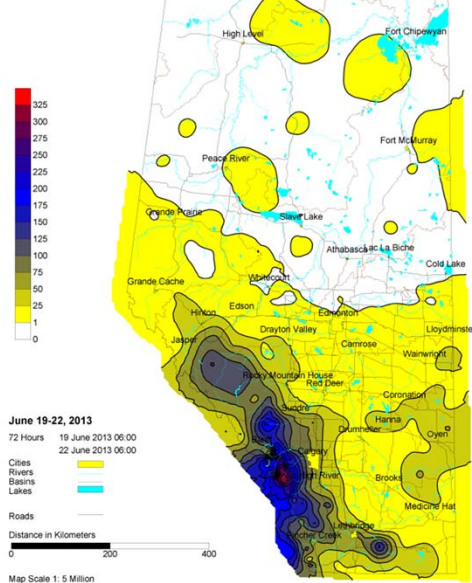 High Level
Fort Chipewyan
325
300
275
250
225
200
175
150
125
100
75
50
25
1
0
Peace River
Fort McMurray
Grande Prairie
Slave Lake
Athabasca
Lac La Biche
Cold Lake
Whitecourt
Grande Cache
Edson
Edmonton
Hinton
Drayton Valley
Lloydminste
Jasper
Camrose
Wainwright
Rocky Mountain House
Red Deer
Coronation
Sundre
Hanna
Drumheller
Oyen
Calgary
High River
Brooks
Medicine Hat
Lethbridge
Pincher Creek
June 19-22, 2013
72 Hours 19 June 2013 06:00
22 June 2013 06:00
Cities
Rivers
Basins
Lakes
Roads
Distance in Kilometers
0 200 400
Map Scale 1: 5 Million